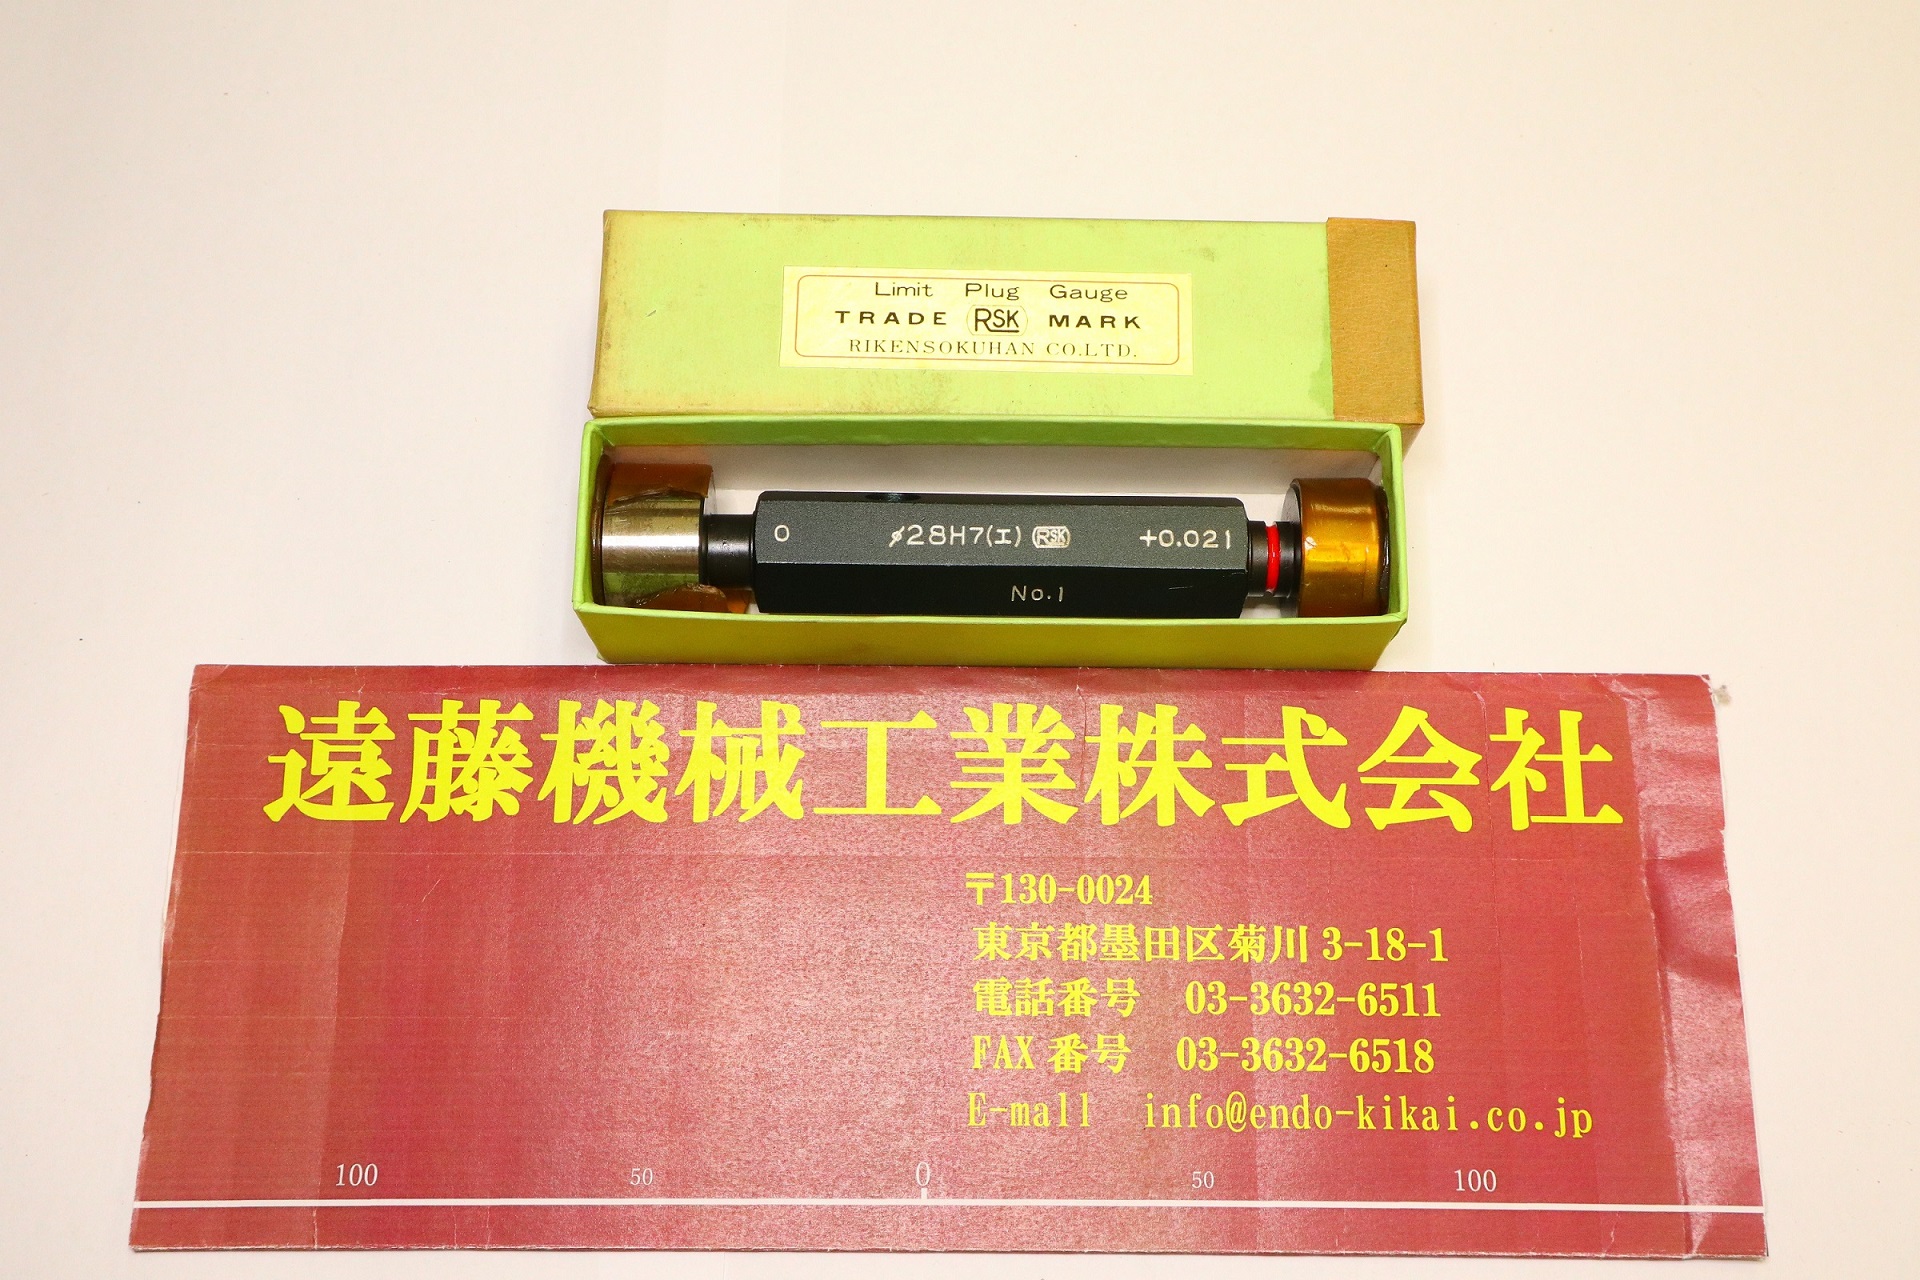 Limit Plug Gauge
TRADE RSK MARK
RIKENSOKUHAN CO.LTD.
0 ⌀28H7(エ) RSK +0.021
No.1
遠藤機械工業株式会社
〒130-0024
東京都墨田区菊川 3-18-1
電話番号 03-3632-6511
FAX 番号 03-3632-6518
E-mall info@endo-kikai.co.jp
100 50 0 50 100